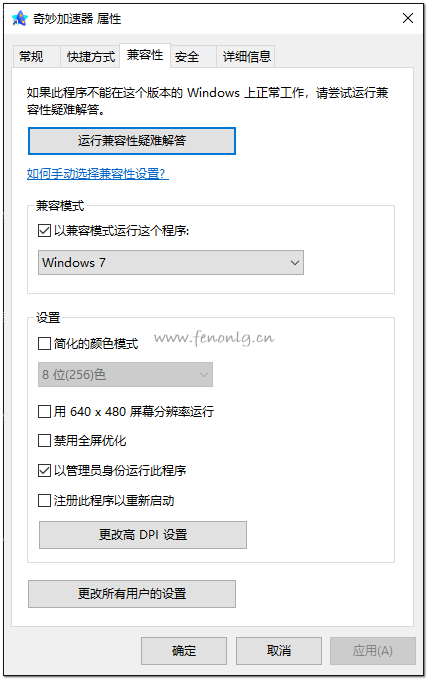 奇妙加速器 属性
常规 快捷方式 兼容性 安全 详细信息
如果此程序不能在这个版本的 Windows 上正常工作，请尝试运行兼
容性疑难解答。
运行兼容性疑难解答
如何手动选择兼容性设置?
兼容模式
以兼容模式运行这个程序:
Windows 7
设置
www.fenonlg.cn
简化的颜色模式
8 位(256)色
用 640 x 480 屏幕分辨率运行
禁用全屏优化
以管理员身份运行此程序
注册此程序以重新启动
更改高 DPI 设置
更改所有用户的设置
确定 取消 应用(A)